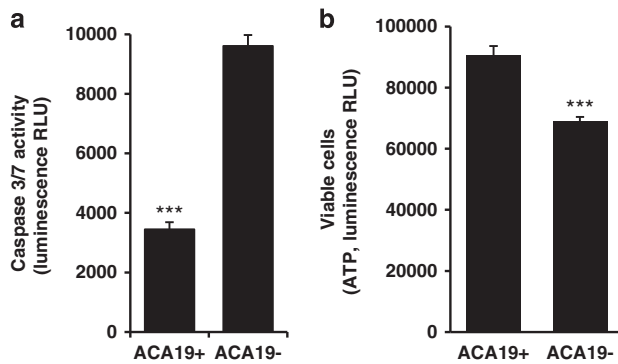 a
Caspase 3/7 activity
(luminescence RLU)
10000
8000
6000
4000
2000
0
***
ACA19+ ACA19-
b
Viable cells
(ATP, luminescence RLU)
100000
80000
60000
40000
20000
0
***
ACA19+ ACA19-